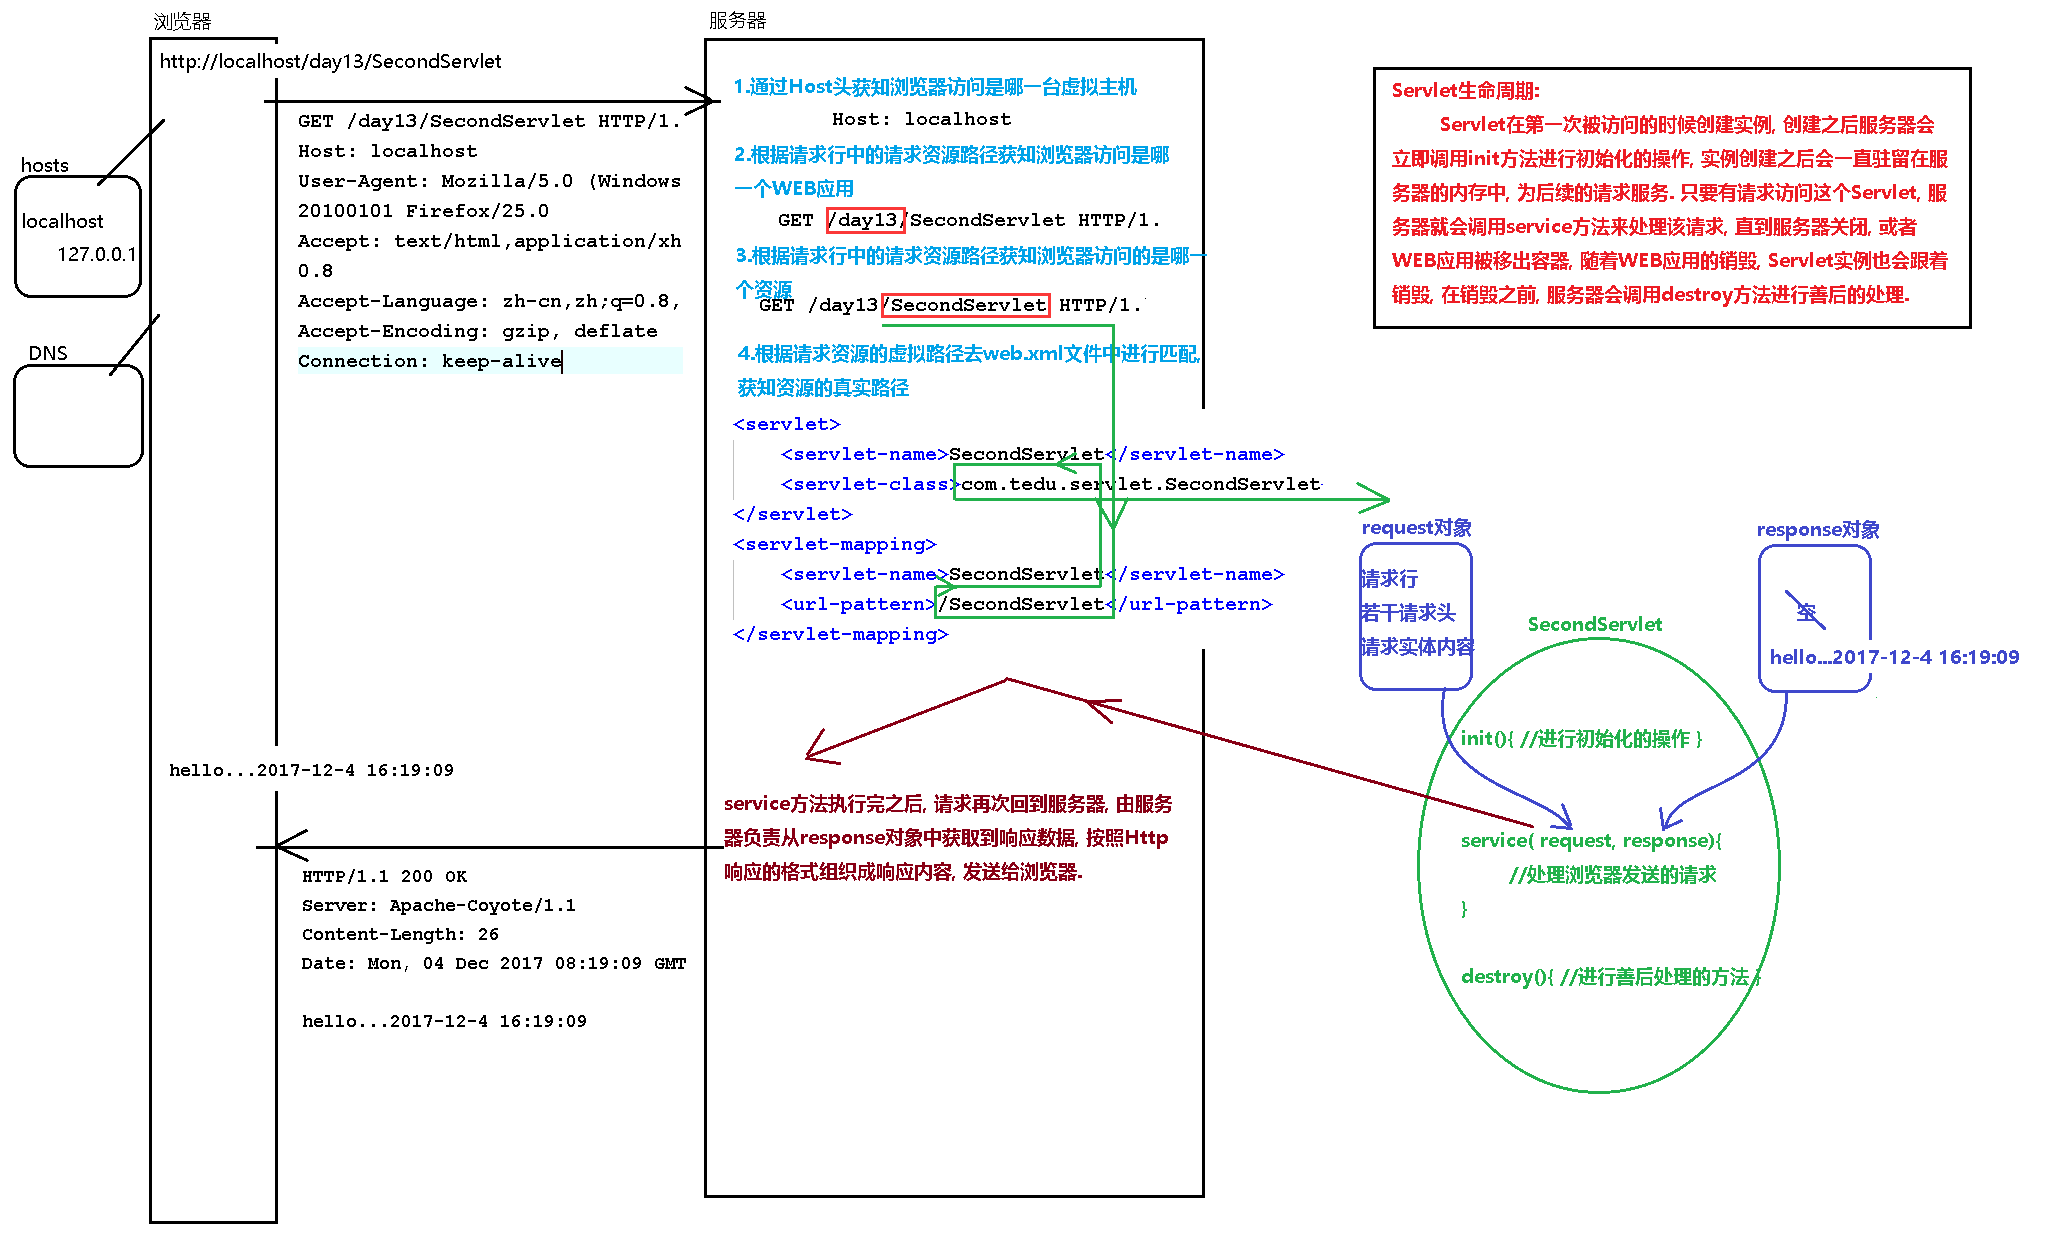 浏览器
http://localhost/day13/SecondServlet
hosts
localhost
127.0.0.1
DNS
GET /day13/SecondServlet HTTP/1.
Host: localhost
User-Agent: Mozilla/5.0 (Windows
20100101 Firefox/25.0
Accept: text/html,application/xh
0.8
Accept-Language: zh-cn,zh;q=0.8,
Accept-Encoding: gzip, deflate
Connection: keep-alive
服务器
1.通过Host头获知浏览器访问是哪一台虚拟主机
Host: localhost
2.根据请求行中的请求资源路径获知浏览器访问是哪
一个WEB应用
GET /day13/SecondServlet HTTP/1.
3.根据请求行中的请求资源路径获知浏览器访问的是哪一
个资源
GET /day13/SecondServlet HTTP/1.
4.根据请求资源的虚拟路径去web.xml文件中进行匹配,
获知资源的真实路径
<servlet>
<servlet-name>SecondServlet</servlet-name>
<servlet-class>com.tedu.servlet.SecondServlet
</servlet>
<servlet-mapping>
<servlet-name>SecondServlet</servlet-name>
<url-pattern>/SecondServlet</url-pattern>
</servlet-mapping>
Servlet生命周期:
Servlet在第一次被访问的时候创建实例, 创建之后服务器会
立即调用init方法进行初始化的操作, 实例创建之后会一直驻留在服
务器的内存中, 为后续的请求服务. 只要有请求访问这个Servlet, 服
务器就会调用service方法来处理该请求, 直到服务器关闭, 或者
WEB应用被移出容器, 随着WEB应用的销毁, Servlet实例也会跟着
销毁, 在销毁之前, 服务器会调用destroy方法进行善后的处理.
request对象
请求行
若干请求头
请求实体内容
response对象
空
hello...2017-12-4 16:19:09
SecondServlet
init(){ //进行初始化的操作 }
service( request, response){
//处理浏览器发送的请求
}
destroy(){ //进行善后处理的方法 }
service方法执行完之后, 请求再次回到服务器, 由服务
器负责从response对象中获取到响应数据, 按照Http
响应的格式组织成响应内容, 发送给浏览器.
hello...2017-12-4 16:19:09
HTTP/1.1 200 OK
Server: Apache-Coyote/1.1
Content-Length: 26
Date: Mon, 04 Dec 2017 08:19:09 GMT
hello...2017-12-4 16:19:09